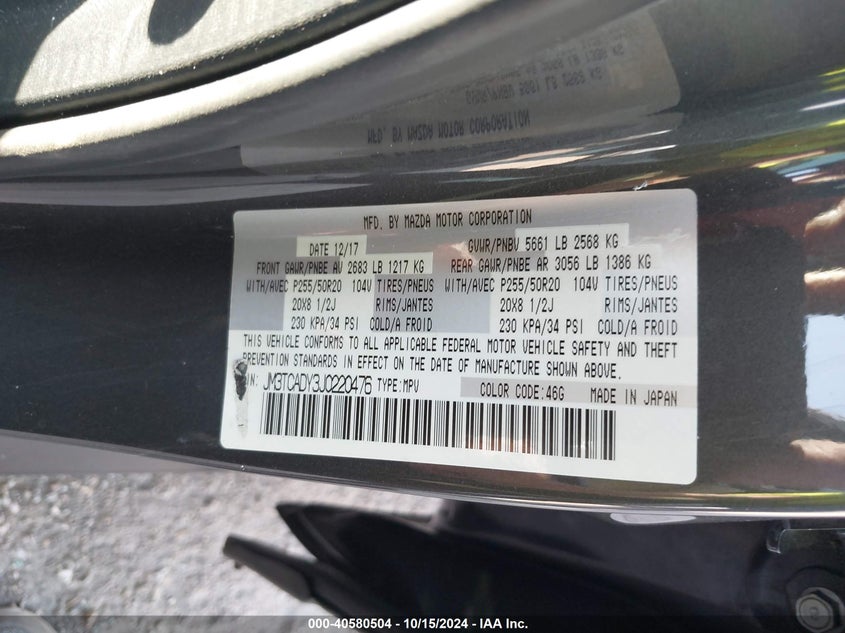 MFD. BY MAZDA MOTOR CORPORATION
DATE 12/17 GVWR/PNBV 5661 LB 2568 KG
FRONT GAWR/PNBE AV 2683 LB 1217 KG REAR GAWR/PNBE AR 3056 LB 1386 KG
WITH/AVEC P255/50R20 104V TIRES/PNEUS WITH/AVEC P255/50R20 104V TIRES/PNEUS
20X8 1/2J RIMS/JANTES 20X8 1/2J RIMS/JANTES
230 KPA/34 PSI COLD/A FROID 230 KPA/34 PSI COLD/A FROID
THIS VEHICLE CONFORMS TO ALL APPLICABLE FEDERAL MOTOR VEHICLE SAFETY AND THEFT
PREVENTION STANDARDS IN EFFECT ON THE DATE OF MANUFACTURE SHOWN ABOVE.
IN: JM3TCADY3J0220476 TYPE:MPV COLOR CODE:46G MADE IN JAPAN
000-40580504 - 10/15/2024 - IAA Inc.